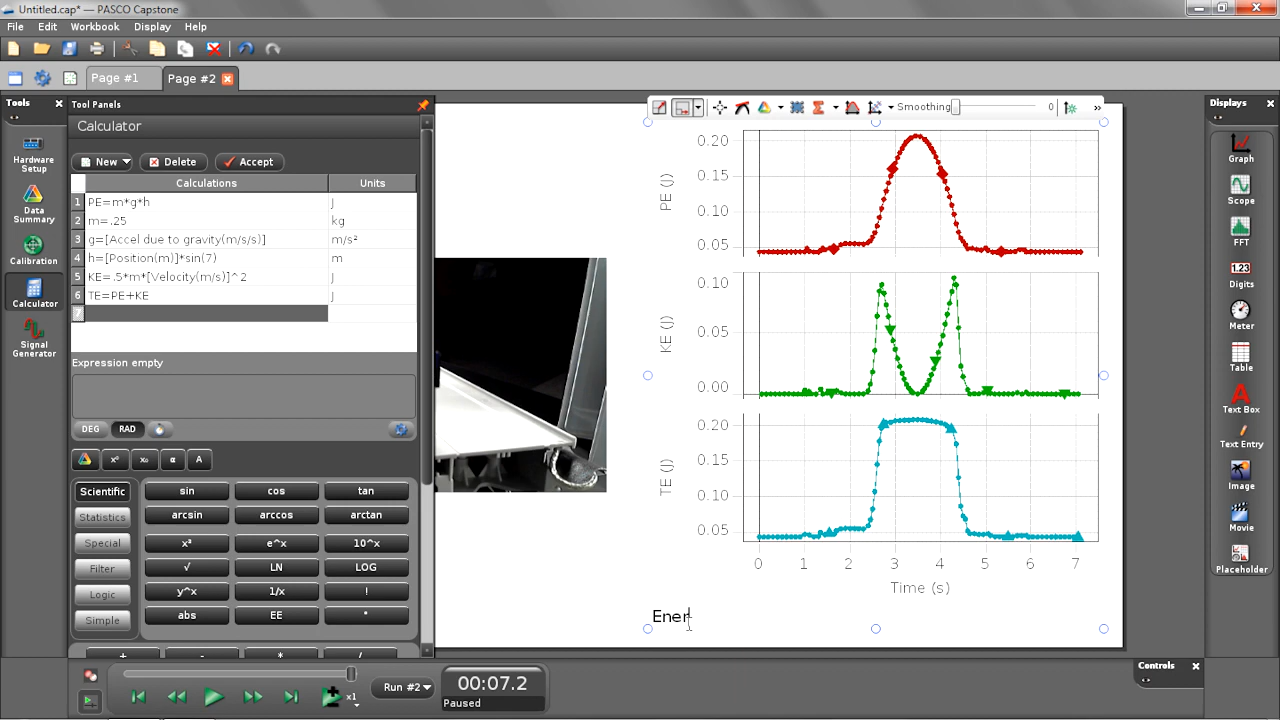 Untitled.cap* — PASCO Capstone
File Edit Workbook Display Help
Page #1 Page #2
Tools
Hardware Setup
Data Summary
Calibration
Calculator
Signal Generator
Tool Panels
Calculator
New Delete Accept
Calculations Units
1 PE=m*g*h J
2 m=.25 kg
3 g=[Accel due to gravity(m/s/s)] m/s²
4 h=[Position(m)]*sin(7) m
5 KE=.5*m*[Velocity(m/s)]^2 J
6 TE=PE+KE J
7
Expression empty
DEG RAD
x² x₀ α A
Scientific sin cos tan
Statistics arcsin arccos arctan
Special x² e^x 10^x
Filter √ LN LOG
Logic y^x 1/x !
Simple abs EE °
+ - * /
Smoothing 0 »
PE (J)
0.20
0.15
0.10
0.05
KE (J)
0.10
0.05
0.00
TE (J)
0.20
0.15
0.10
0.05
0 1 2 3 4 5 6 7
Time (s)
Ener
Displays
Graph
Scope
FFT
1.23
Digits
Meter
Table
Text Box
Text Entry
Image
Movie
Placeholder
x1
Run #2
00:07.2
Paused
Controls